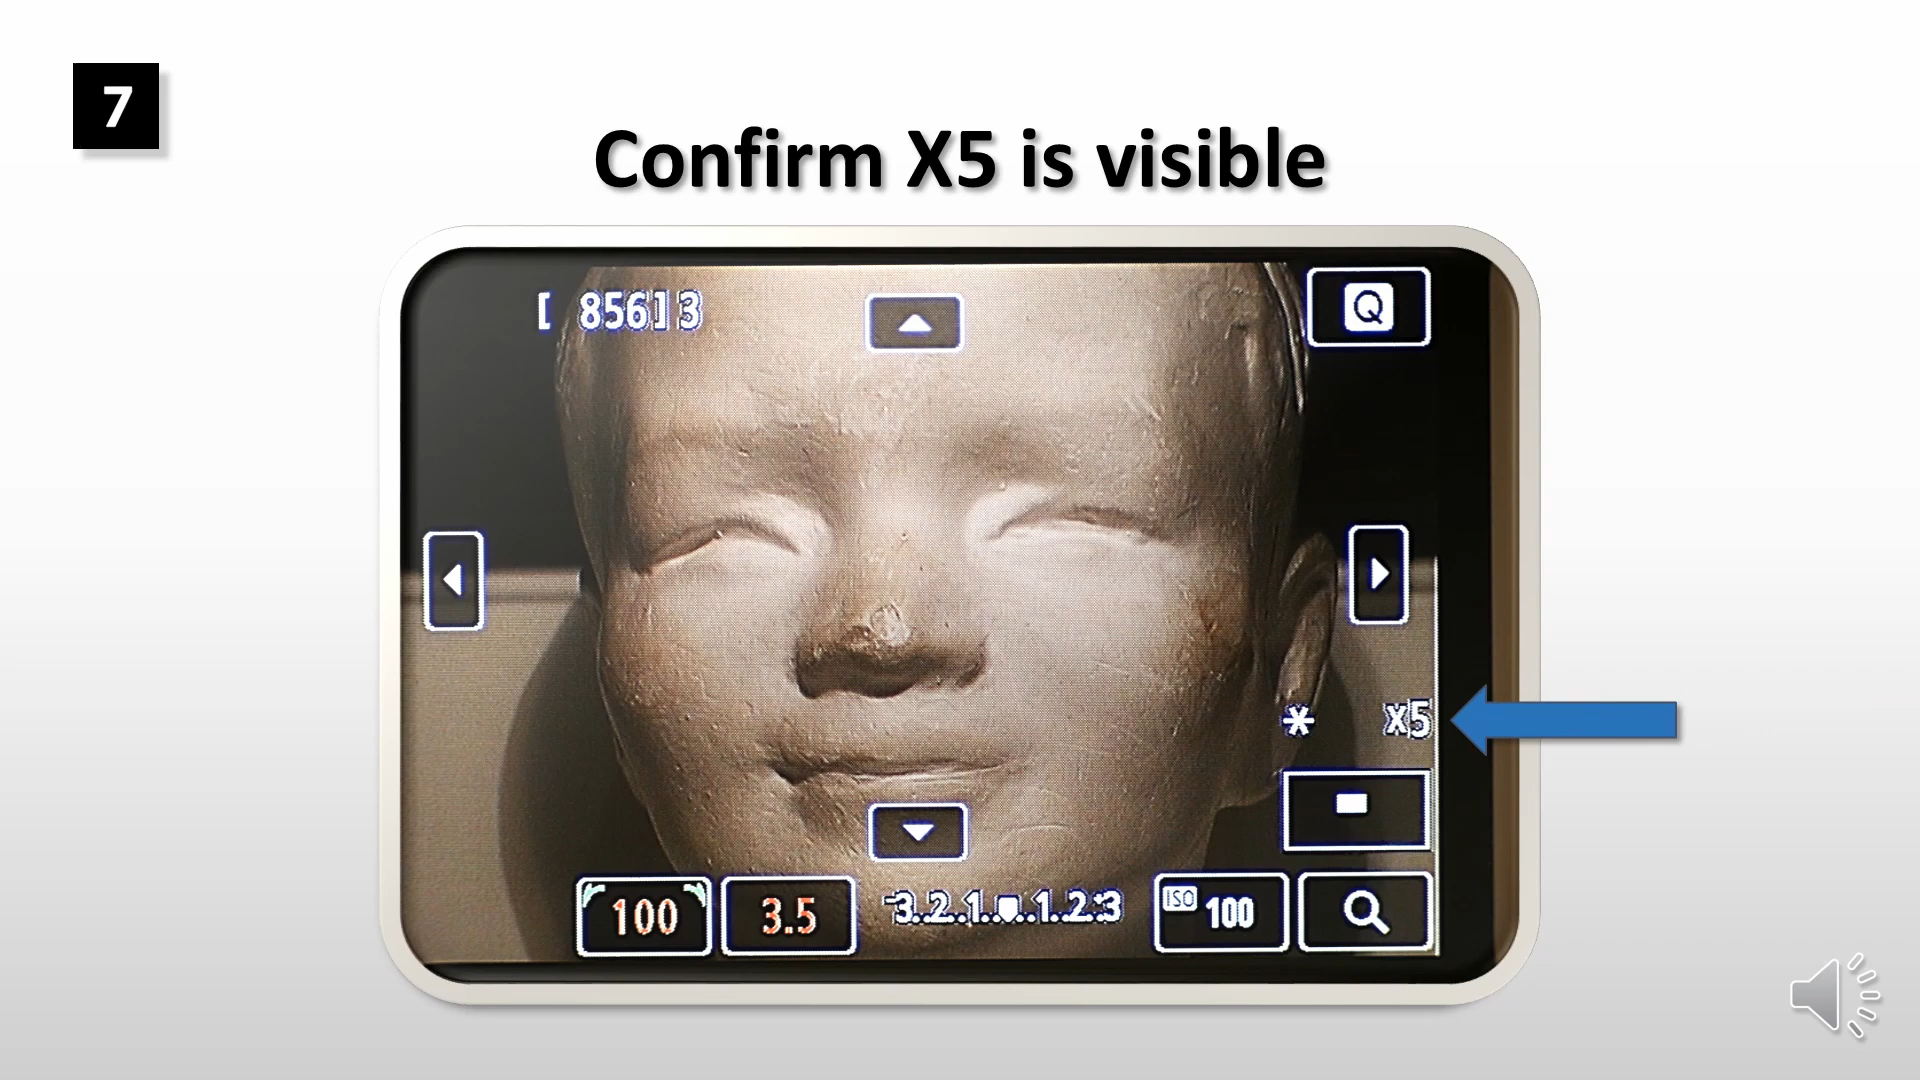 7
Confirm X5 is visible
[ 856] 3
Q
* X5
100
3.5
-3..2..1....1..2.:3
ISO 100